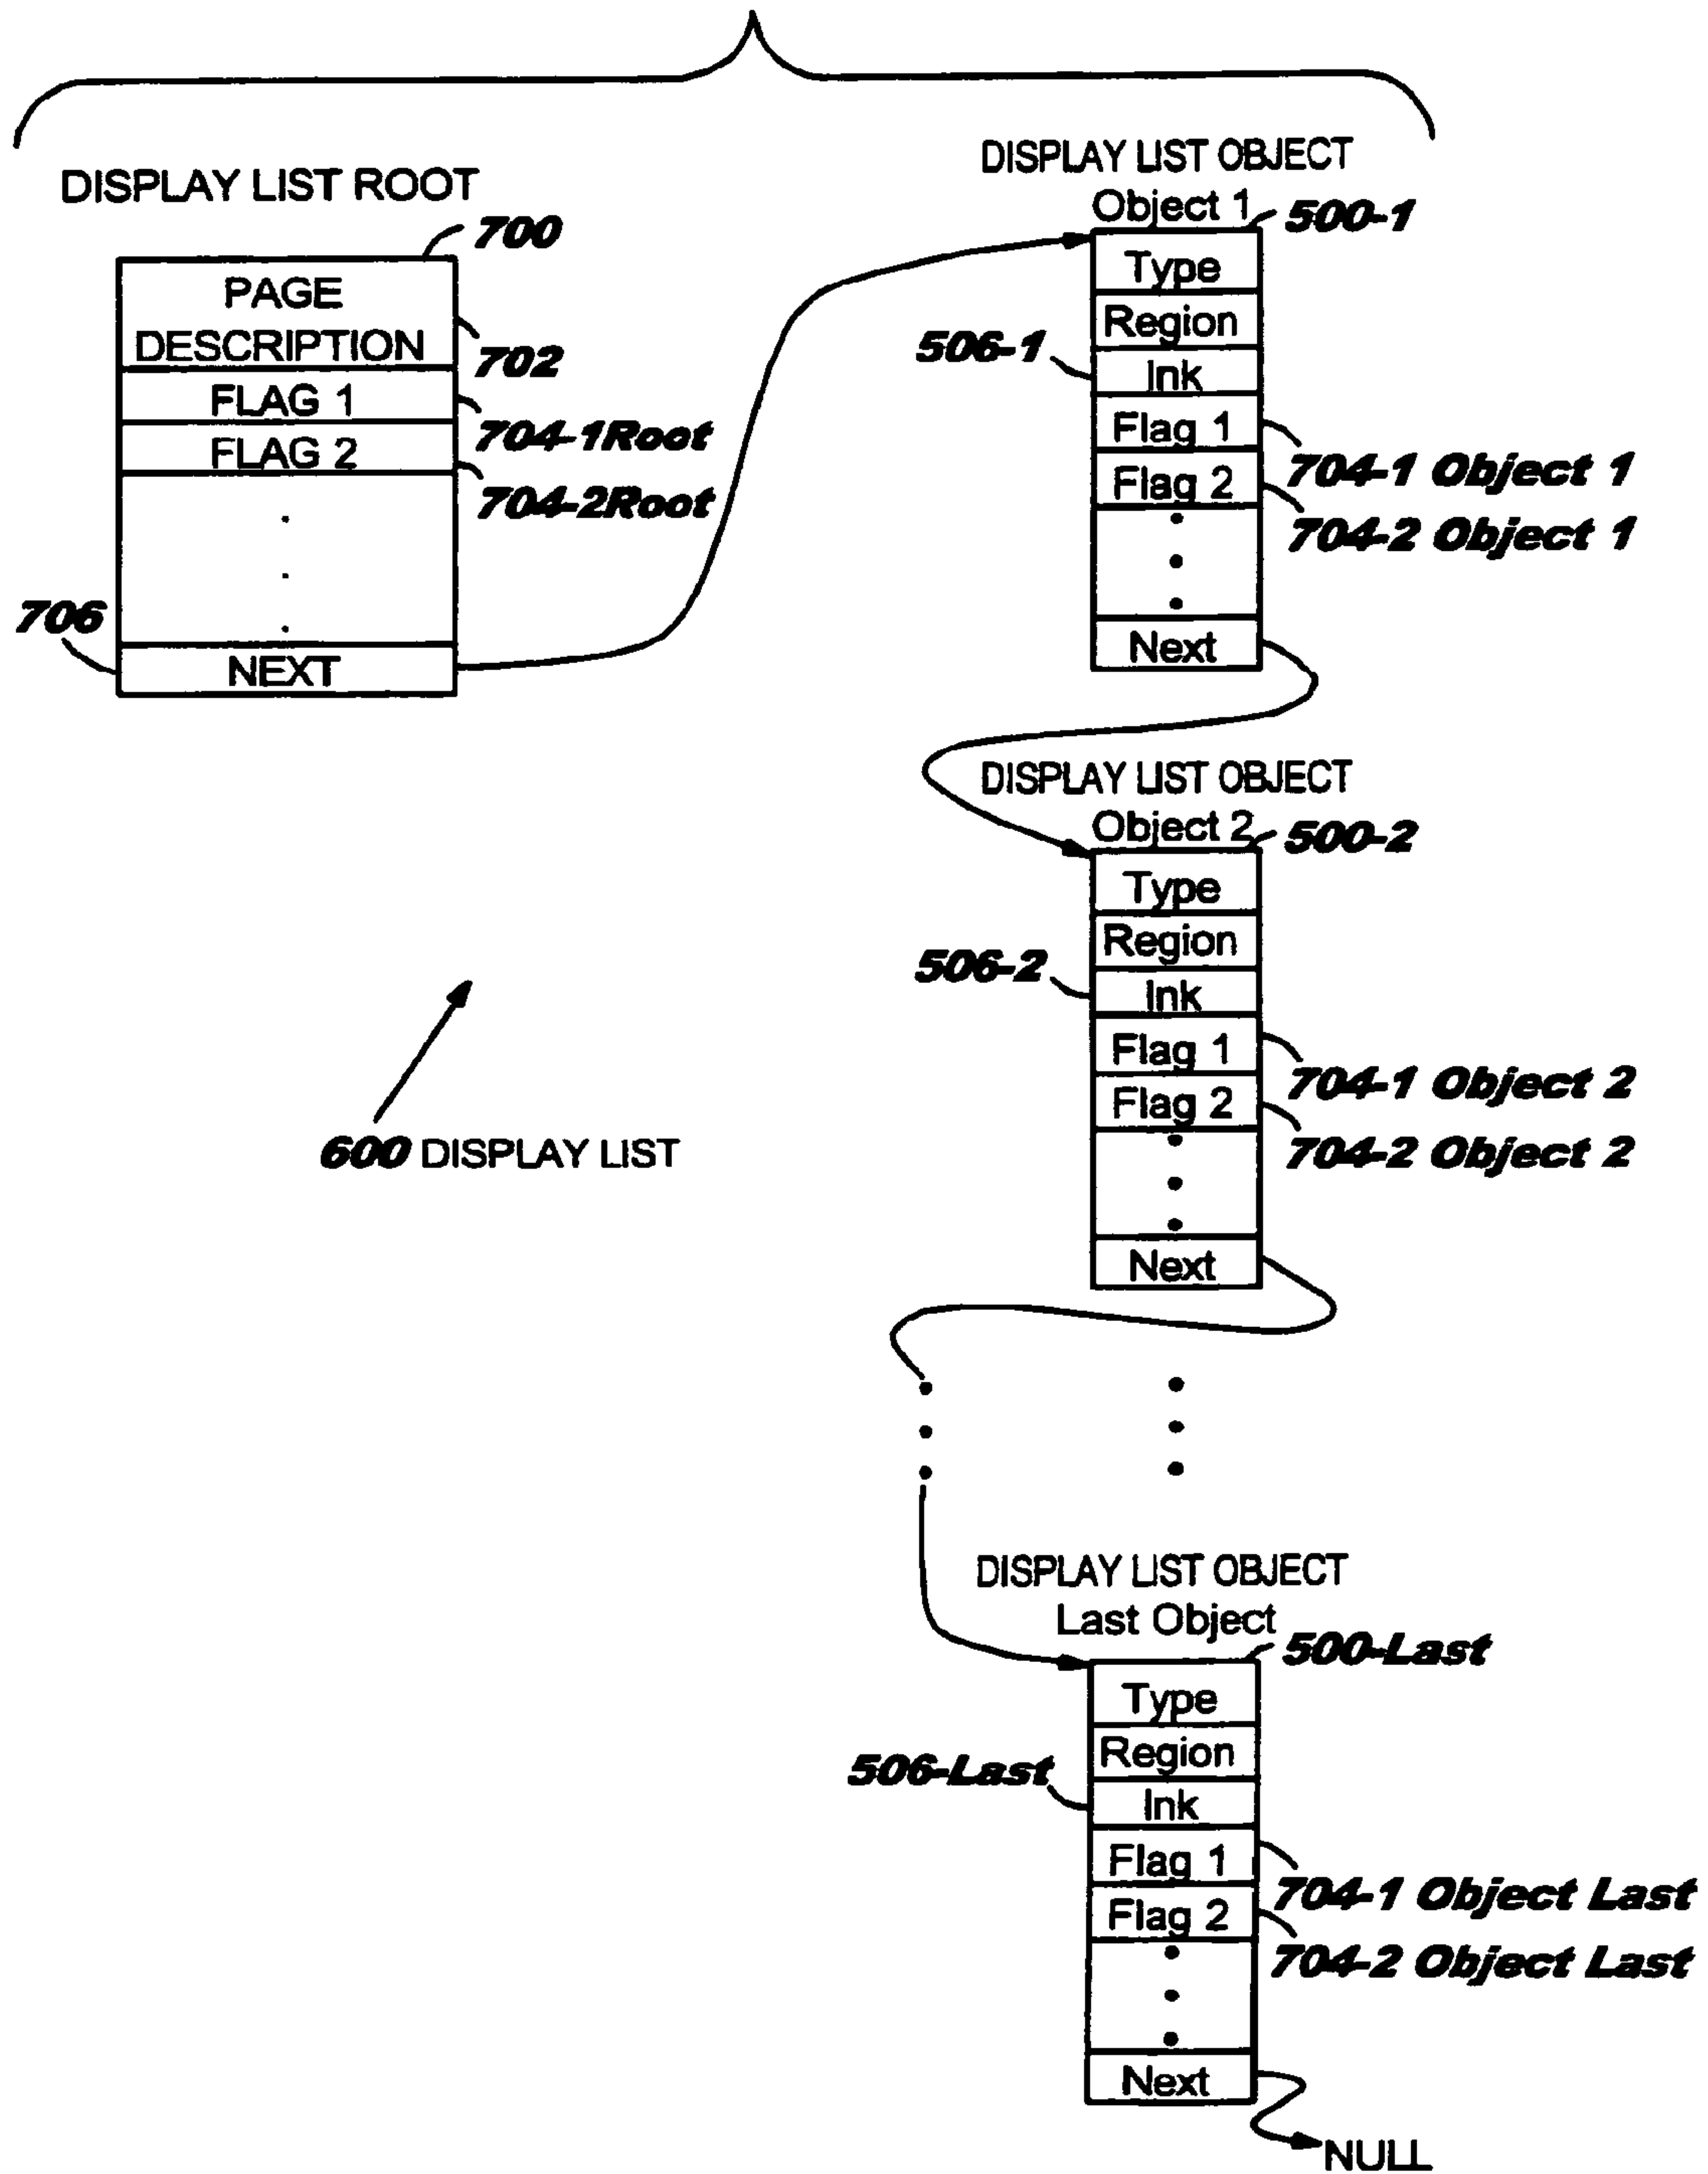 DISPLAY LIST ROOT
700
PAGE
DESCRIPTION
702
FLAG 1
704-1Root
FLAG 2
704-2Root
706
NEXT
600 DISPLAY LIST
DISPLAY LIST OBJECT
Object 1
500-1
Type
Region
506-1
Ink
Flag 1
704-1 Object 1
Flag 2
704-2 Object 1
Next
DISPLAY LIST OBJECT
Object 2
500-2
Type
Region
506-2
Ink
Flag 1
704-1 Object 2
Flag 2
704-2 Object 2
Next
DISPLAY LIST OBJECT
Last Object
500-Last
Type
Region
506-Last
Ink
Flag 1
704-1 Object Last
Flag 2
704-2 Object Last
Next
NULL